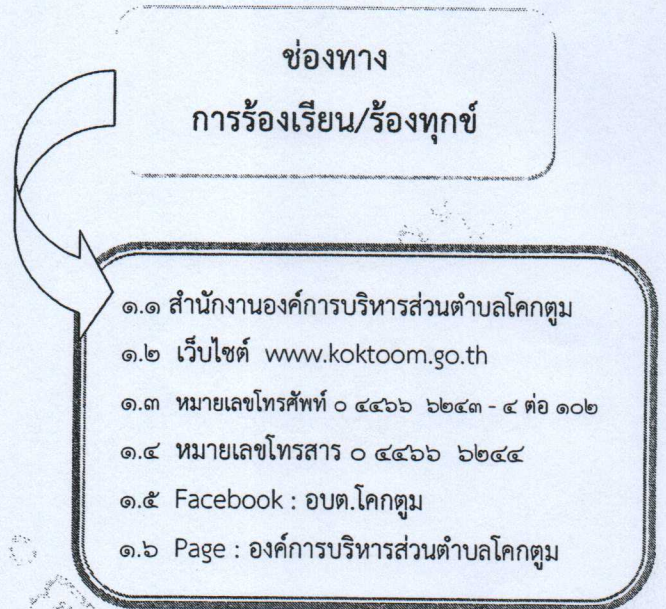 ช่องทาง
การร้องเรียน/ร้องทุกข์
๑.๑ สำนักงานองค์การบริหารส่วนตำบลโคกตูม
๑.๒ เว็บไซต์ www.koktoom.go.th
๑.๓ หมายเลขโทรศัพท์ ๐ ๔๔๖๖ ๖๒๔๓ - ๔ ต่อ ๑๐๒
๑.๔ หมายเลขโทรสาร ๐ ๔๔๖๖ ๖๒๔๔
๑.๕ Facebook : อบต.โคกตูม
๑.๖ Page : องค์การบริหารส่วนตำบลโคกตูม